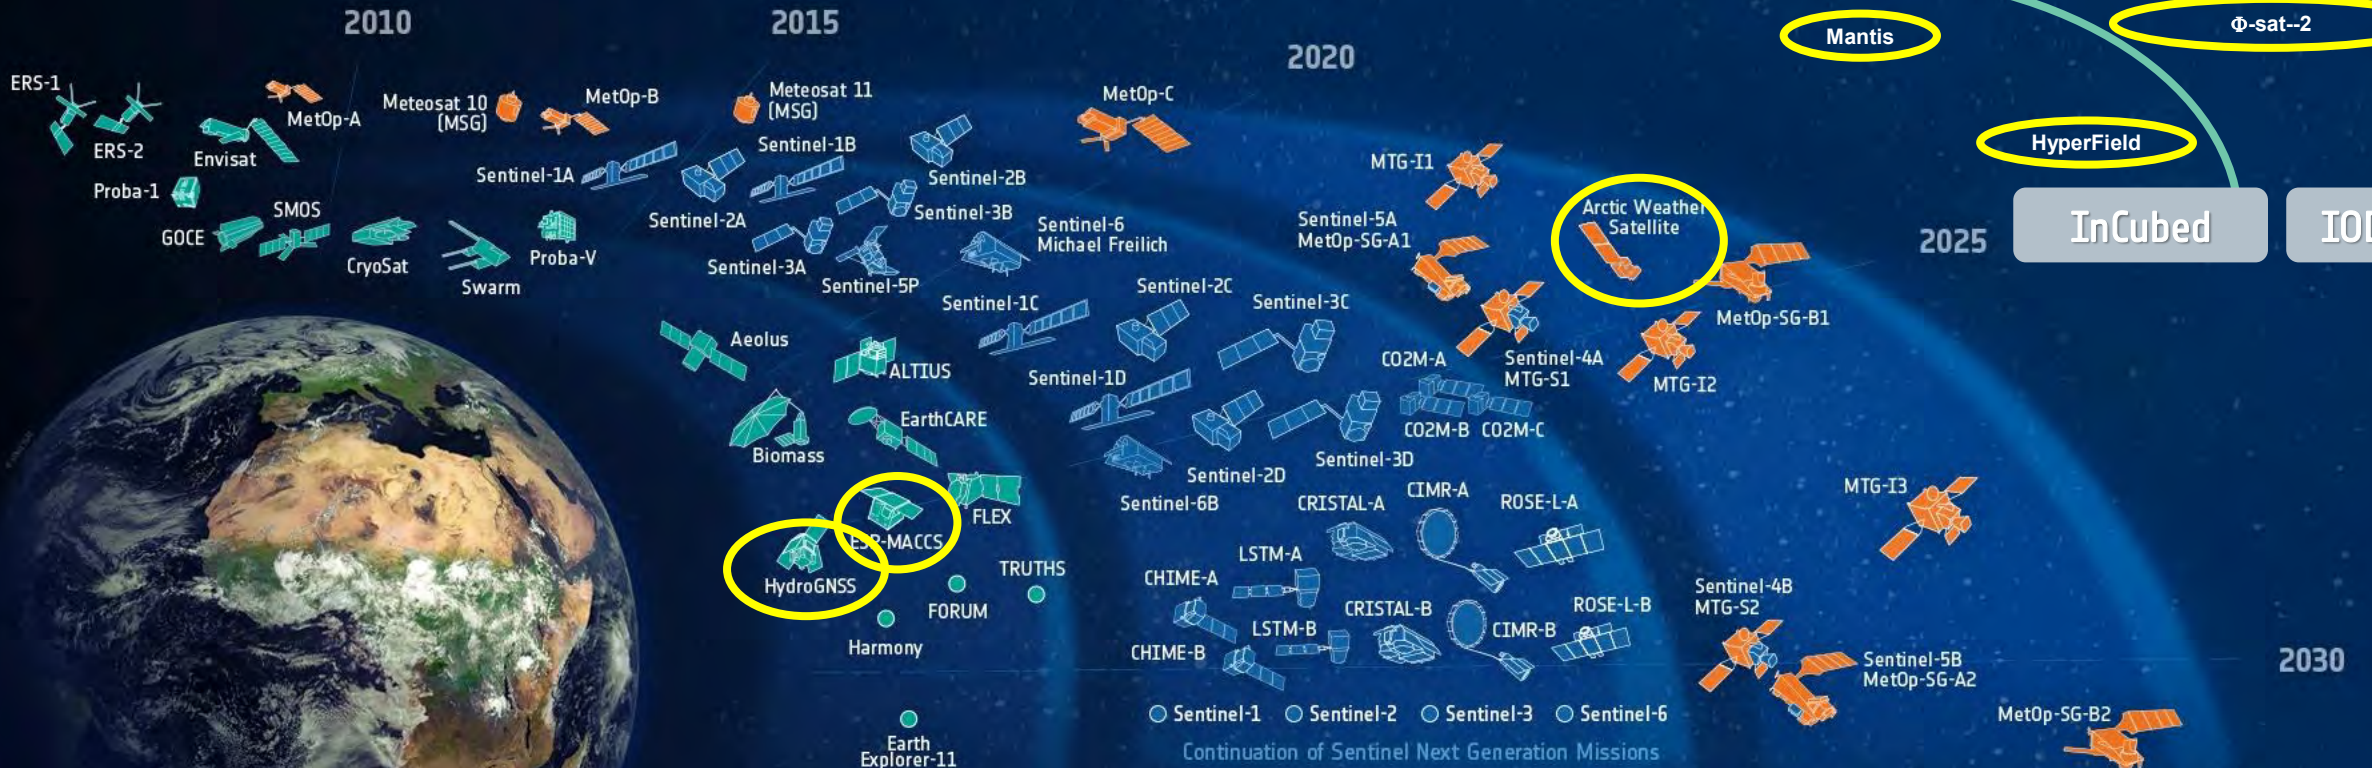 2010
2015
2020
Mantis
Φ-sat--2
ERS-1
ERS-2
MetOp-A
Envisat
Proba-1
GOCE
SMOS
Meteosat 10
(MSG)
MetOp-B
CryoSat
Swarm
Proba-V
Meteosat 11
(MSG)
Sentinel-1A
Sentinel-1B
Sentinel-2A
Sentinel-2B
Sentinel-3A
Sentinel-3B
Sentinel-5P
Sentinel-6
Michael Freilich
MetOp-C
MTG-I1
HyperField
Arctic Weather
Satellite
Sentinel-5A
MetOp-SG-A1
2025
InCubed
Sentinel-1C
Sentinel-2C
Sentinel-3C
MetOp-SG-B1
Aeolus
ALTIUS
Sentinel-1D
CO2M-A
Sentinel-4A
MTG-S1
MTG-I2
Biomass
EarthCARE
CO2M-B
CO2M-C
Sentinel-2D
Sentinel-3D
Sentinel-6B
FLEX
ESP-MACCS
HydroGNSS
CRISTAL-A
CIMR-A
ROSE-L-A
MTG-I3
TRUTHS
FORUM
Harmony
CHIME-A
LSTM-A
CRISTAL-B
CIMR-B
ROSE-L-B
CHIME-B
LSTM-B
Sentinel-4B
MTG-S2
Sentinel-5B
MetOp-SG-A2
2030
Sentinel-1
Sentinel-2
Sentinel-3
Sentinel-6
MetOp-SG-B2
Earth
Explorer-11
Continuation of Sentinel Next Generation Missions